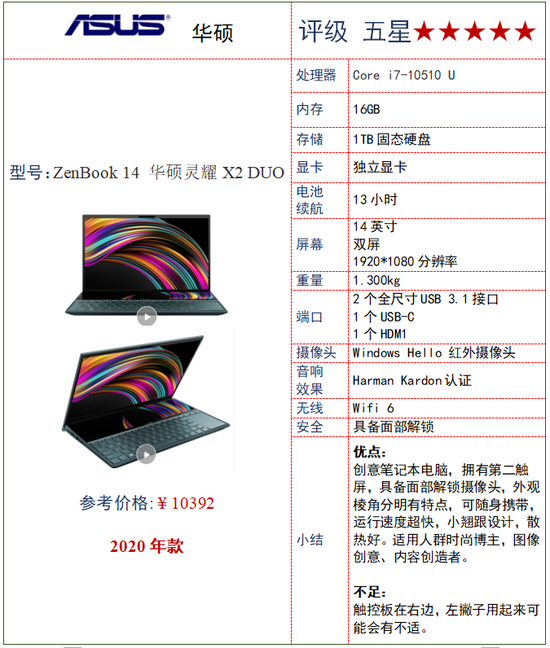 ASUS 华硕
评级 五星★★★★★
型号:ZenBook 14 华硕灵耀 X2 DUO
参考价格:¥10392
2020 年款
处理器 Core i7-10510 U
内存 16GB
存储 1TB 固态硬盘
显卡 独立显卡
电池
续航
13 小时
屏幕
14 英寸
双屏
1920*1080 分辨率
重量 1.300kg
端口
2 个全尺寸 USB 3.1 接口
1 个 USB-C
1 个 HDM1
摄像头 Windows Hello 红外摄像头
音响
效果
Harman Kardon 认证
无线 Wifi 6
安全 具备面部解锁
小结
优点:
创意笔记本电脑，拥有第二触
屏，具备面部解锁摄像头，外观
棱角分明有特点，可随身携带，
运行速度超快，小翘跟设计，散
热好。适用人群时尚博主，图像
创意、内容创造者。
不足:
触控板在右边，左撇子用起来可
能会有不适。